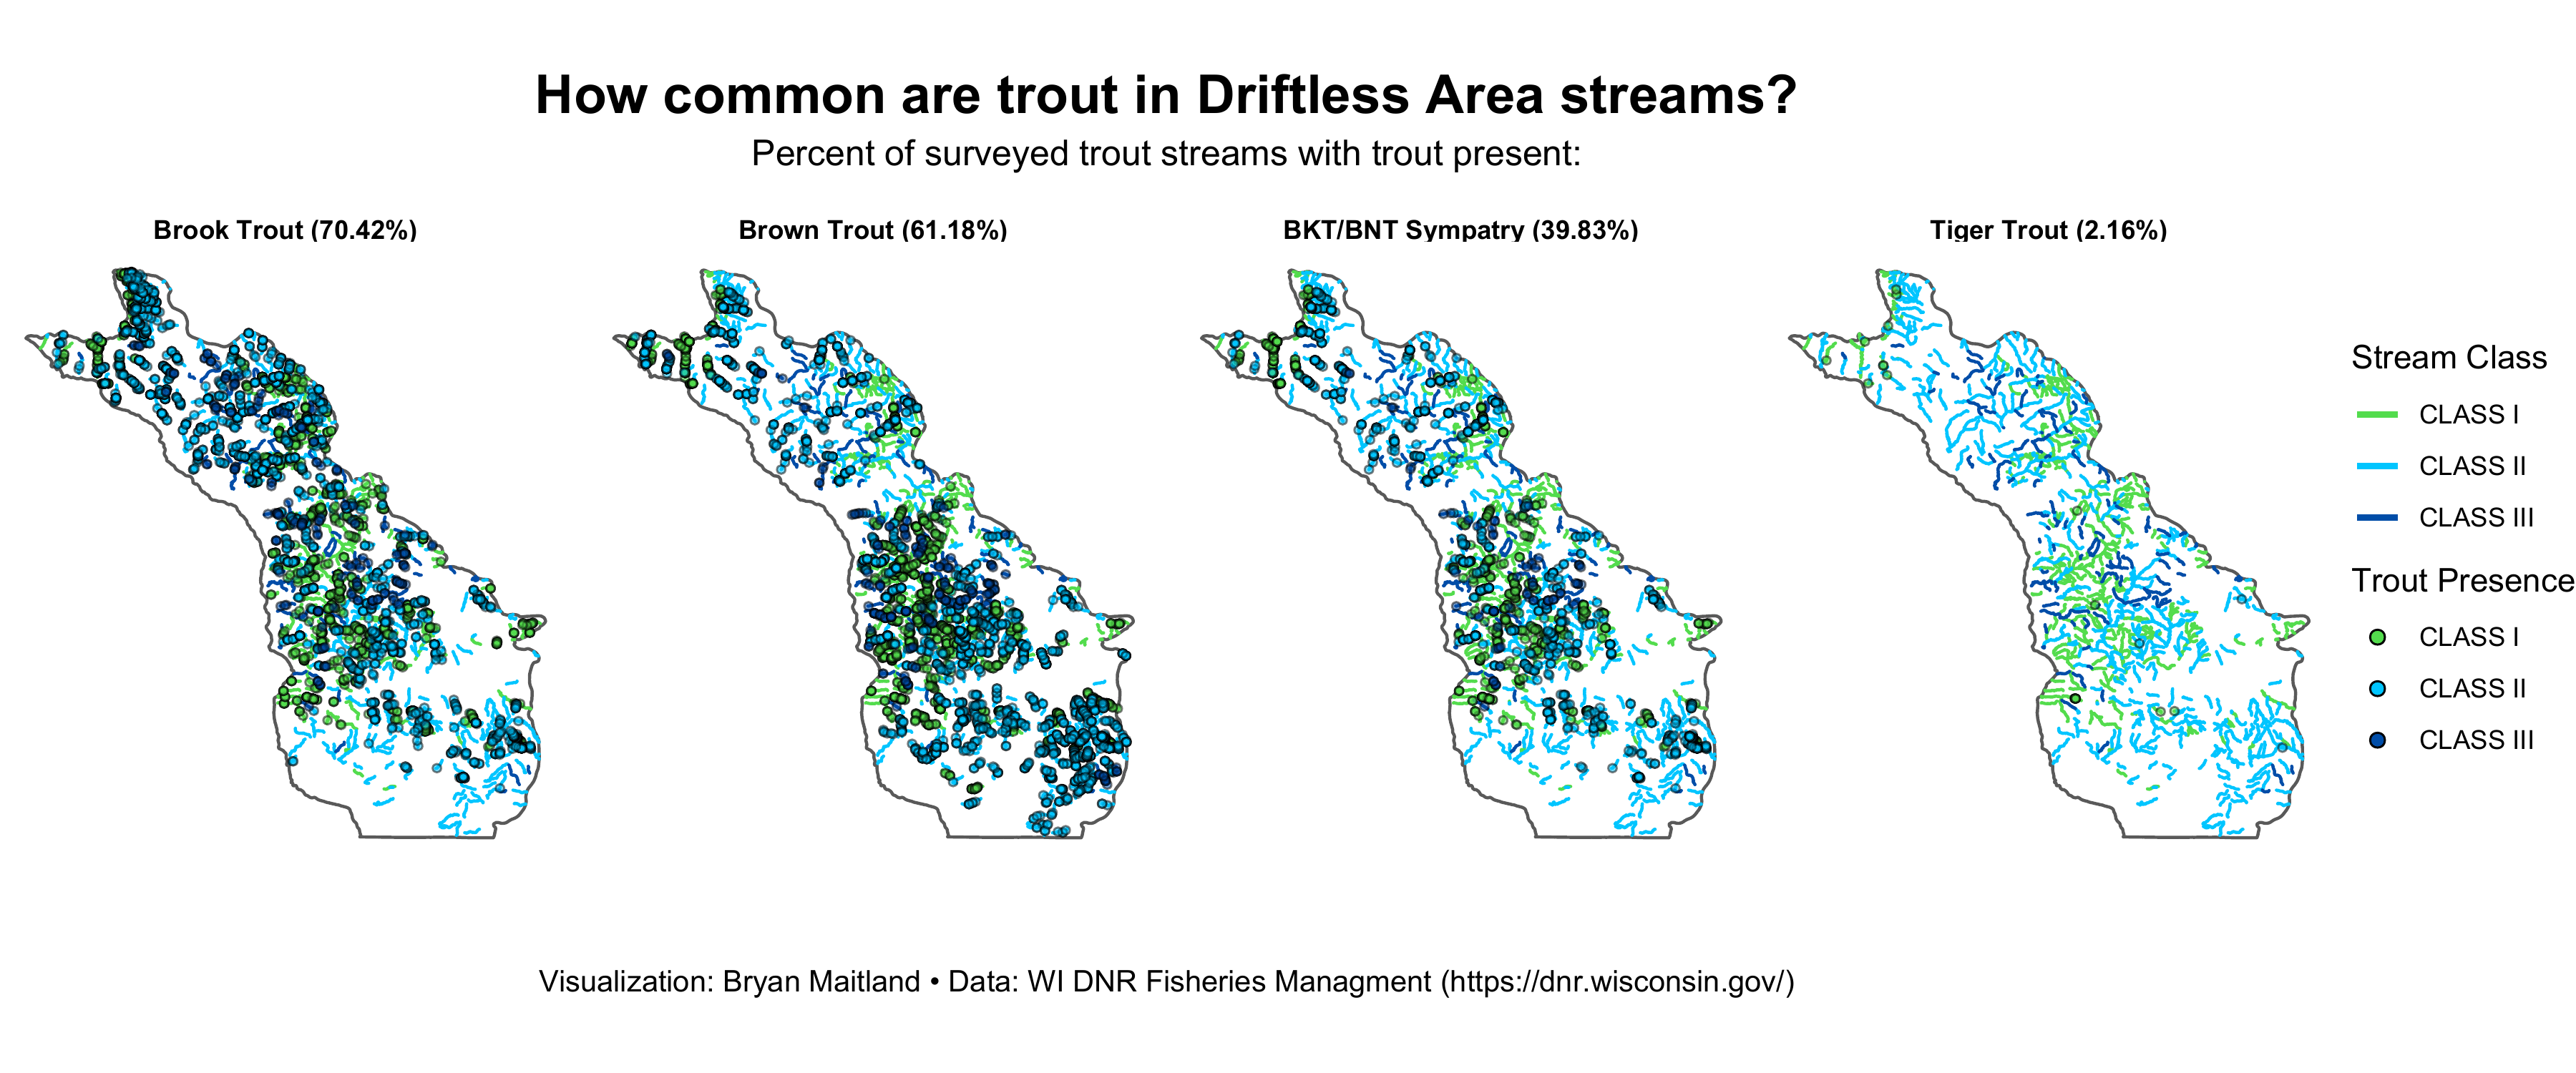 How common are trout in Driftless Area streams?
Percent of surveyed trout streams with trout present:
Brook Trout (70.42%)
Brown Trout (61.18%)
BKT/BNT Sympatry (39.83%)
Tiger Trout (2.16%)
Stream Class
CLASS I
CLASS II
CLASS III
Trout Presence
CLASS I
CLASS II
CLASS III
Visualization: Bryan Maitland • Data: WI DNR Fisheries Managment (https://dnr.wisconsin.gov/)